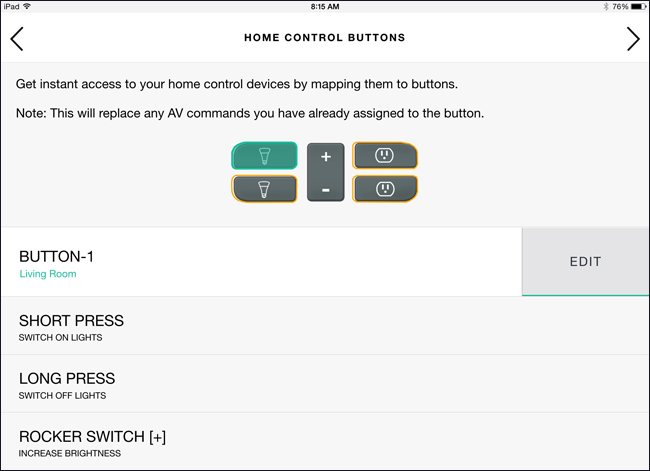 iPad 8:15 AM 76%
HOME CONTROL BUTTONS
Get instant access to your home control devices by mapping them to buttons.
Note: This will replace any AV commands you have already assigned to the button.
+
-
BUTTON-1
Living Room
EDIT
SHORT PRESS
SWITCH ON LIGHTS
LONG PRESS
SWITCH OFF LIGHTS
ROCKER SWITCH [+]
INCREASE BRIGHTNESS